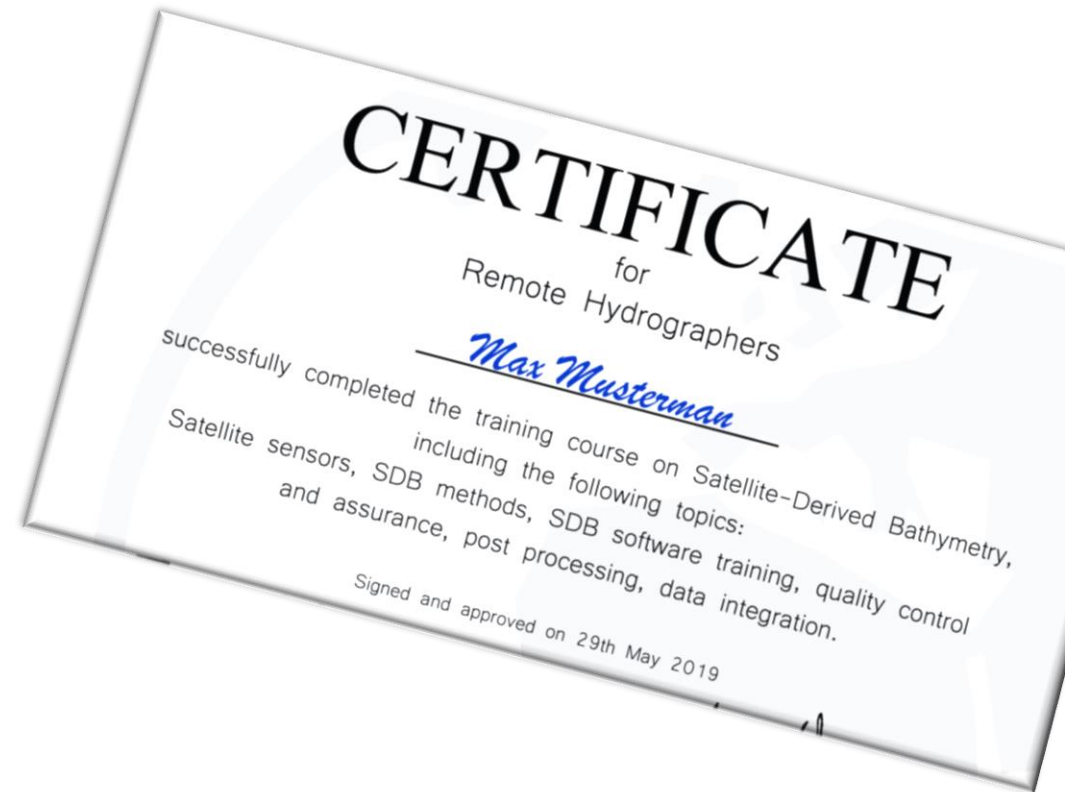 CERTIFICATE
for
Remote Hydrographers
Max Musterman
successfully completed the training course on Satellite-Derived Bathymetry,
including the following topics:
Satellite sensors, SDB methods, SDB software training, quality control
and assurance, post processing, data integration.
Signed and approved on 29th May 2019